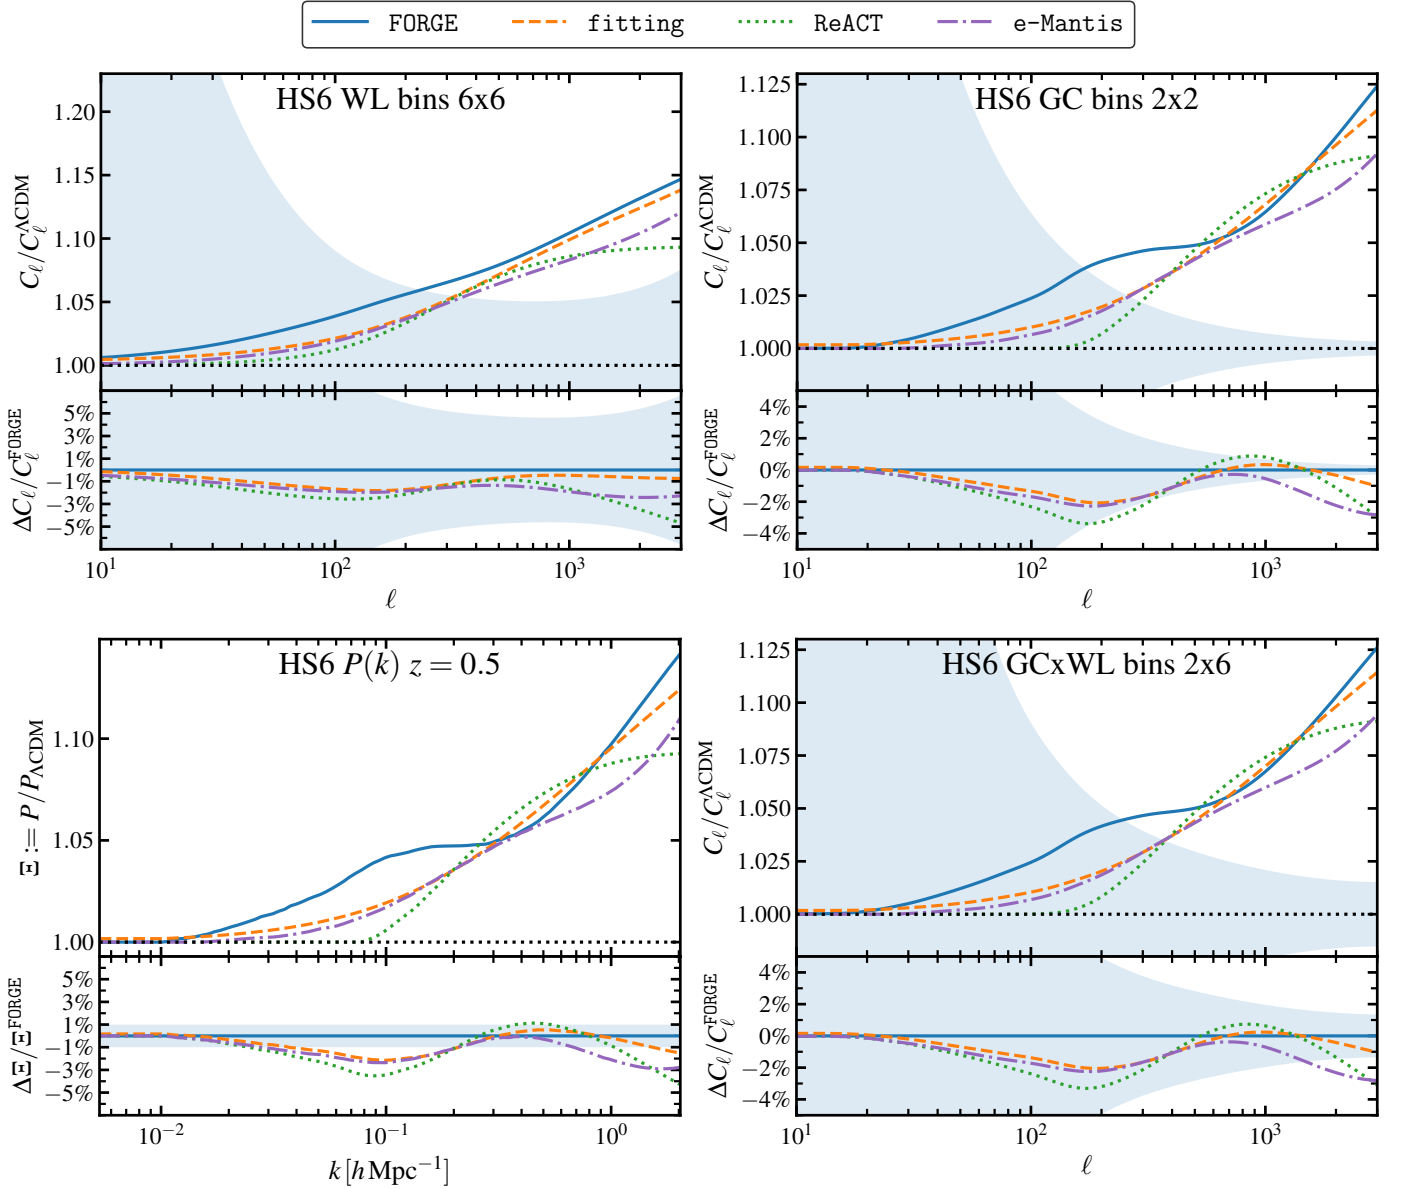 FORGE fitting ReACT e-Mantis
HS6 WL bins 6x6
1.20
1.15
1.10
1.05
1.00
C_ℓ/C_ℓ^ΛCDM
5%
3%
1%
−1%
−3%
−5%
ΔC_ℓ/C_ℓ^FORGE
10^1 10^2 10^3
ℓ
HS6 GC bins 2x2
1.125
1.100
1.075
1.050
1.025
1.000
C_ℓ/C_ℓ^ΛCDM
4%
2%
0%
−2%
−4%
ΔC_ℓ/C_ℓ^FORGE
10^1 10^2 10^3
ℓ
HS6 P(k) z = 0.5
1.10
1.05
1.00
Ξ := P/P_ΛCDM
5%
3%
1%
−1%
−3%
−5%
ΔΞ/Ξ^FORGE
10^−2 10^−1 10^0
k [h Mpc^−1]
HS6 GCxWL bins 2x6
1.125
1.100
1.075
1.050
1.025
1.000
C_ℓ/C_ℓ^ΛCDM
4%
2%
0%
−2%
−4%
ΔC_ℓ/C_ℓ^FORGE
10^1 10^2 10^3
ℓ